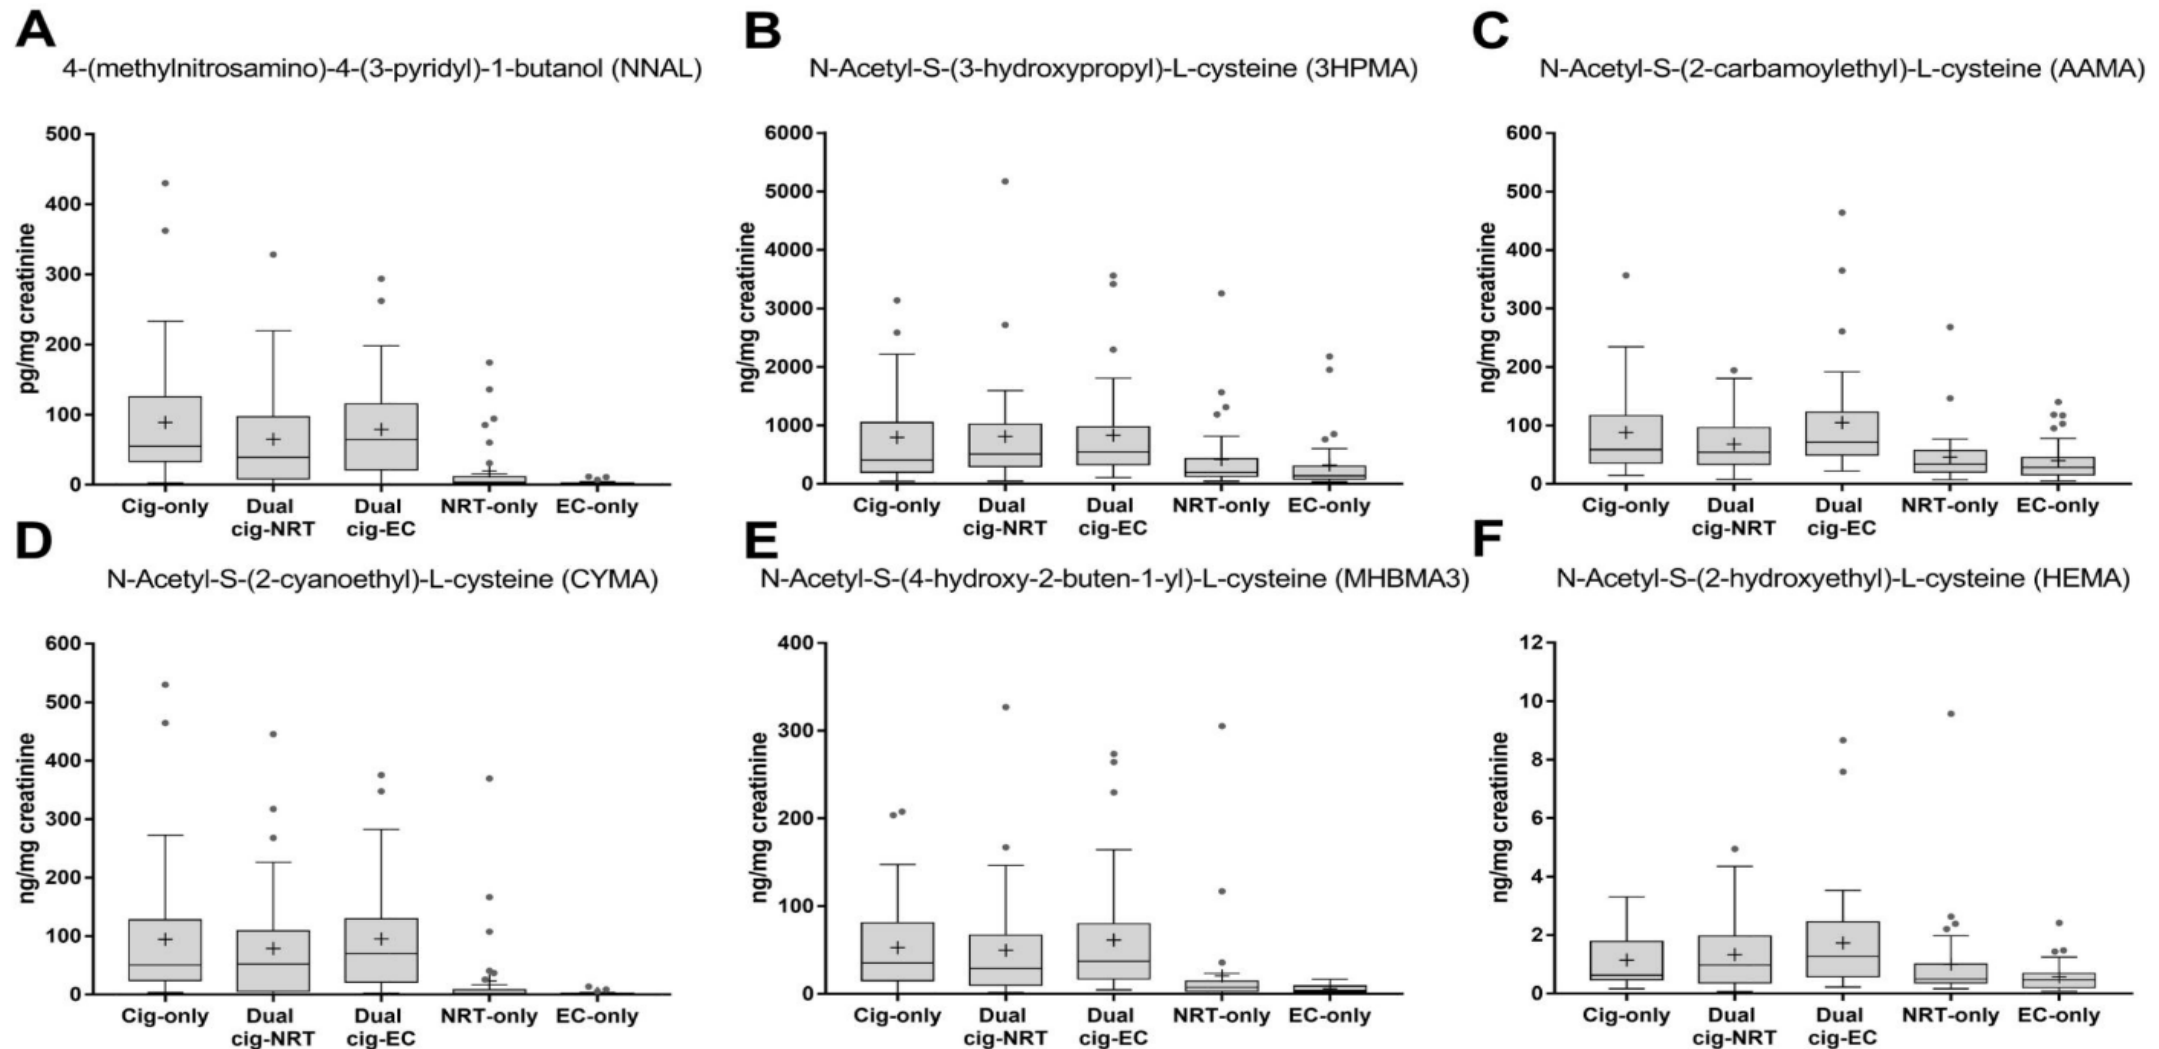 A
4-(methylnitrosamino)-4-(3-pyridyl)-1-butanol (NNAL)
pg/mg creatinine
500
400
300
200
100
0
Cig-only
Dual
cig-NRT
Dual
cig-EC
NRT-only
EC-only
B
N-Acetyl-S-(3-hydroxypropyl)-L-cysteine (3HPMA)
ng/mg creatinine
6000
5000
4000
3000
2000
1000
0
Cig-only
Dual
cig-NRT
Dual
cig-EC
NRT-only
EC-only
C
N-Acetyl-S-(2-carbamoylethyl)-L-cysteine (AAMA)
ng/mg creatinine
600
500
400
300
200
100
0
Cig-only
Dual
cig-NRT
Dual
cig-EC
NRT-only
EC-only
D
N-Acetyl-S-(2-cyanoethyl)-L-cysteine (CYMA)
ng/mg creatinine
600
500
400
300
200
100
0
Cig-only
Dual
cig-NRT
Dual
cig-EC
NRT-only
EC-only
E
N-Acetyl-S-(4-hydroxy-2-buten-1-yl)-L-cysteine (MHBMA3)
ng/mg creatinine
400
300
200
100
0
Cig-only
Dual
cig-NRT
Dual
cig-EC
NRT-only
EC-only
F
N-Acetyl-S-(2-hydroxyethyl)-L-cysteine (HEMA)
ng/mg creatinine
12
10
8
6
4
2
0
Cig-only
Dual
cig-NRT
Dual
cig-EC
NRT-only
EC-only